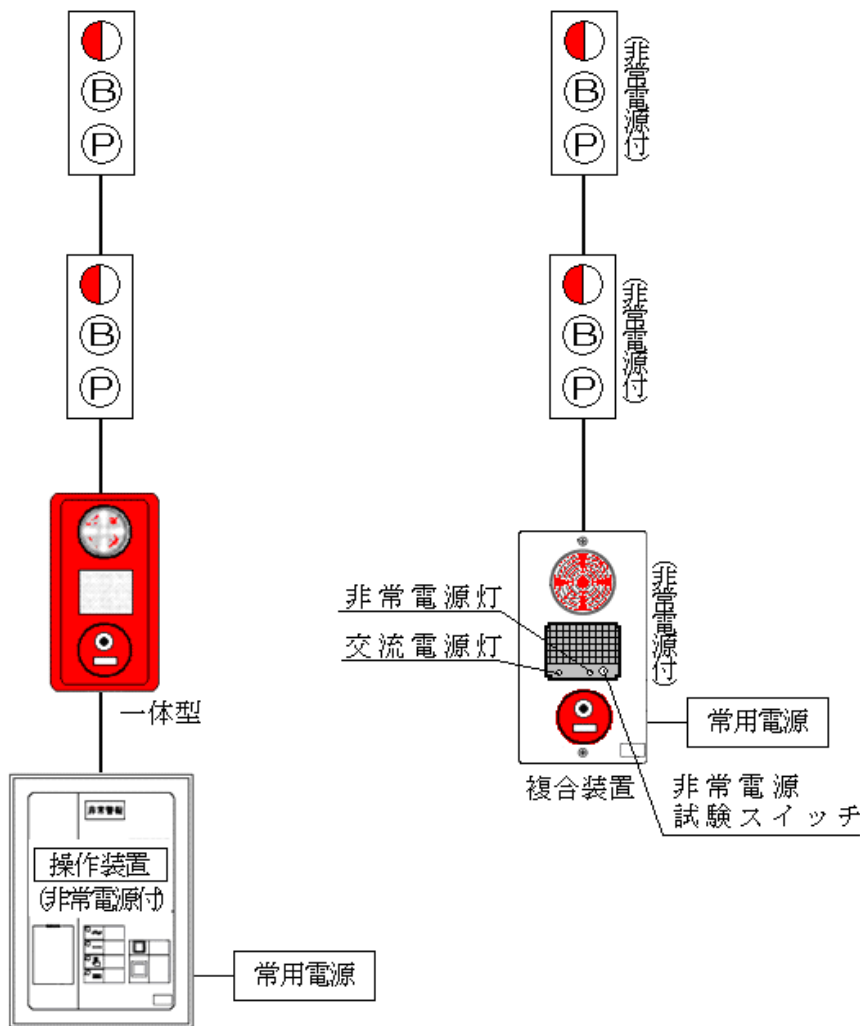 B
P
B
P
一体型
非常警報
操作装置
(非常電源付)
常用電源
B
P
(非常電源付)
B
P
(非常電源付)
非常電源灯
交流電源灯
(非常電源付)
常用電源
複合装置
非常電源
試験スイッチ